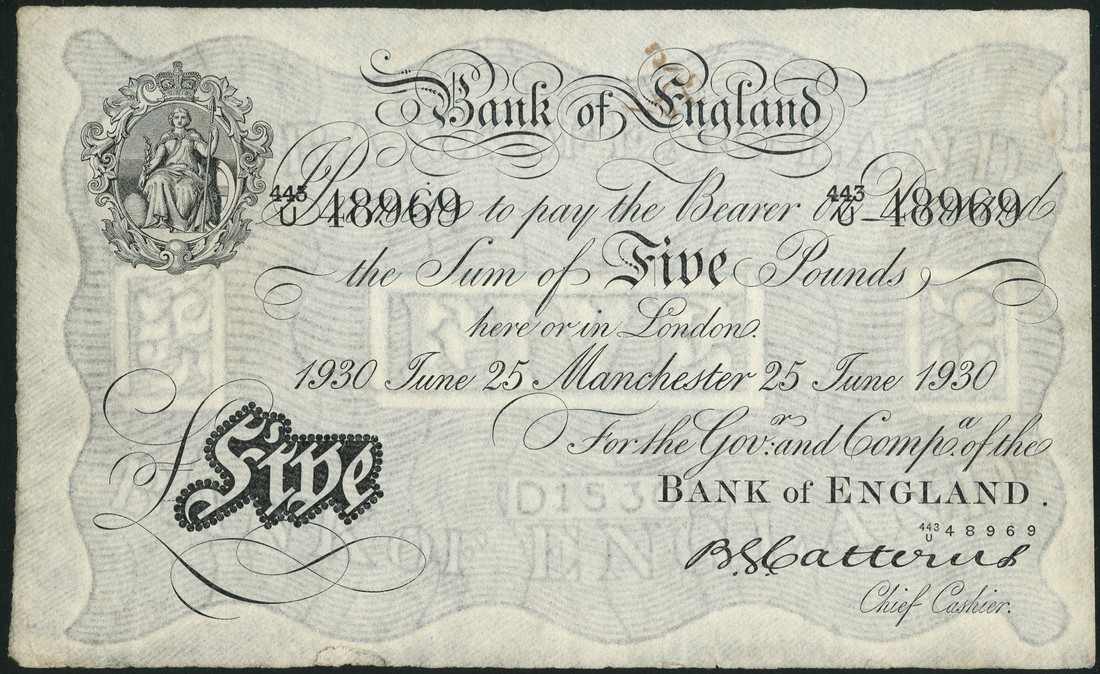 Bank of England
443/U 48969 Promise to pay the Bearer on Demand 443/U 48969
the Sum of Five Pounds,
here or in London.
1930 June 25 Manchester 25 June 1930
For the Gov.r and Comp.a of the
BANK of ENGLAND.
443/U 48969
B.G. Catterns
Chief Cashier.
£ Five